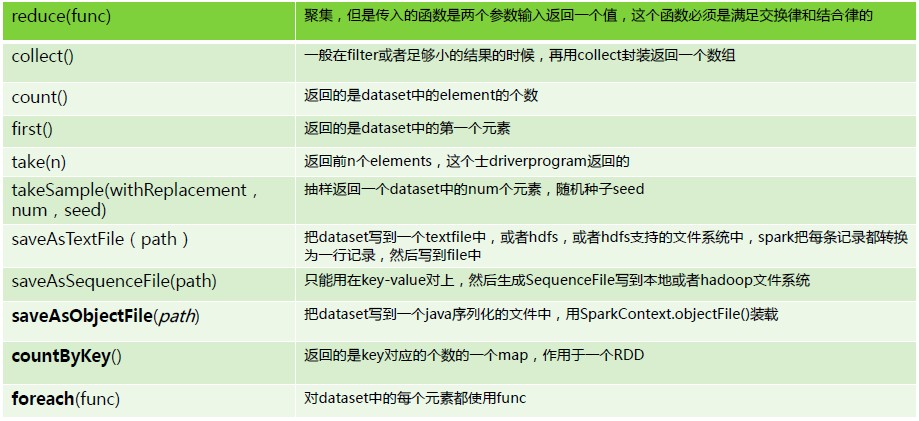 reduce(func)
聚集，但是传入的函数是两个参数输入返回一个值，这个函数必须是满足交换律和结合律的
collect()
一般在filter或者足够小的结果的时候，再用collect封装返回一个数组
count()
返回的是dataset中的element的个数
first()
返回的是dataset中的第一个元素
take(n)
返回前n个elements，这个士driverprogram返回的
takeSample(withReplacement，
num，seed)
抽样返回一个dataset中的num个元素，随机种子seed
saveAsTextFile（path）
把dataset写到一个textfile中，或者hdfs，或者hdfs支持的文件系统中，spark把每条记录都转换
为一行记录，然后写到file中
saveAsSequenceFile(path)
只能用在key-value对上，然后生成SequenceFile写到本地或者hadoop文件系统
saveAsObjectFile(path)
把dataset写到一个java序列化的文件中，用SparkContext.objectFile()装载
countByKey()
返回的是key对应的个数的一个map，作用于一个RDD
foreach(func)
对dataset中的每个元素都使用func